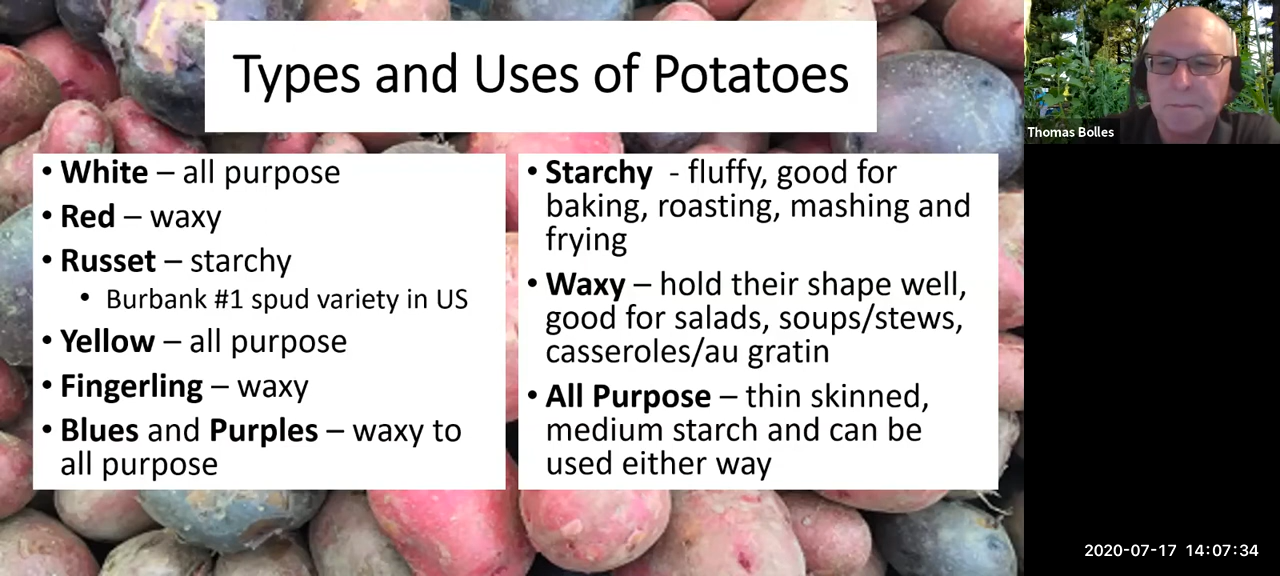 Types and Uses of Potatoes
• White – all purpose
• Red – waxy
• Russet – starchy
• Burbank #1 spud variety in US
• Yellow – all purpose
• Fingerling – waxy
• Blues and Purples – waxy to
all purpose
• Starchy  - fluffy, good for
baking, roasting, mashing and
frying
• Waxy – hold their shape well,
good for salads, soups/stews,
casseroles/au gratin
• All Purpose – thin skinned,
medium starch and can be
used either way
Thomas Bolles
2020-07-17 14:07:34